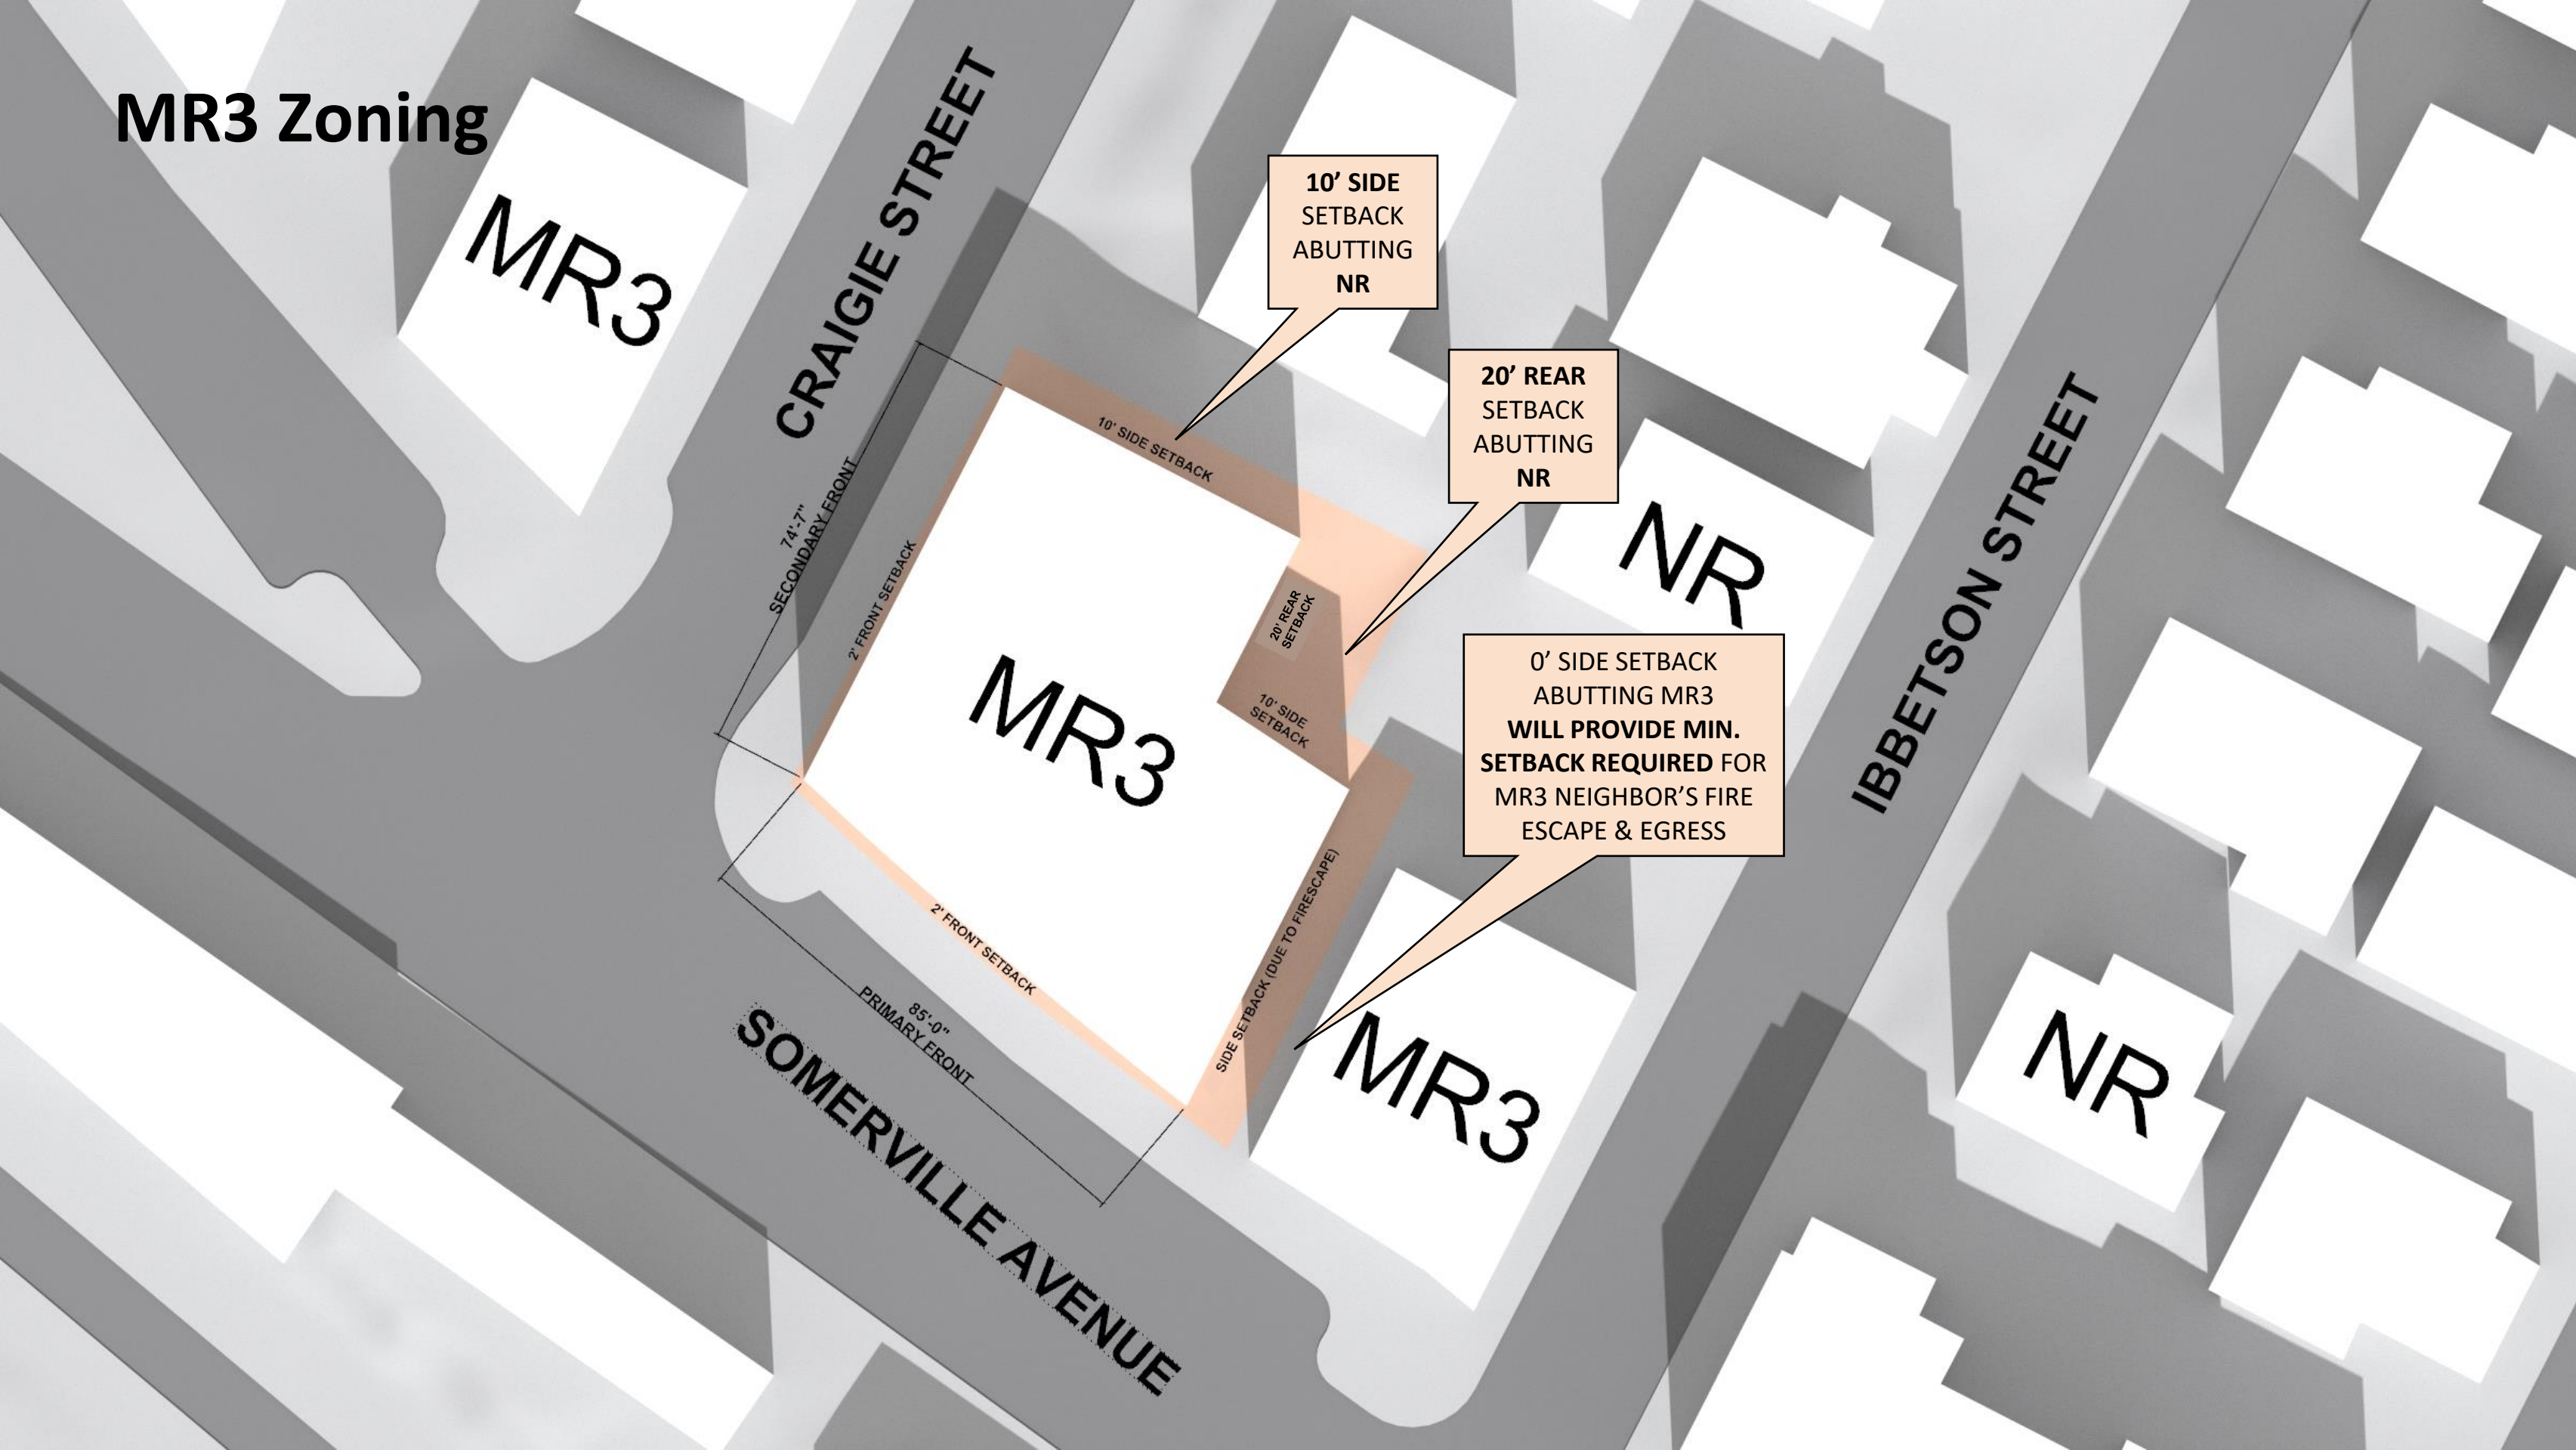 MR3 Zoning
MR3
CRAIGIE STREET
10’ SIDE
SETBACK
ABUTTING
NR
20’ REAR
SETBACK
ABUTTING
NR
10' SIDE SETBACK
74'-7"
SECONDARY FRONT
2' FRONT SETBACK
20' REAR
SETBACK
10' SIDE
SETBACK
NR
IBBETSON STREET
0’ SIDE SETBACK
ABUTTING MR3
WILL PROVIDE MIN.
SETBACK REQUIRED FOR
MR3 NEIGHBOR’S FIRE
ESCAPE & EGRESS
MR3
2' FRONT SETBACK
SIDE SETBACK (DUE TO FIRESCAPE)
85'-0"
PRIMARY FRONT
MR3
NR
SOMERVILLE AVENUE